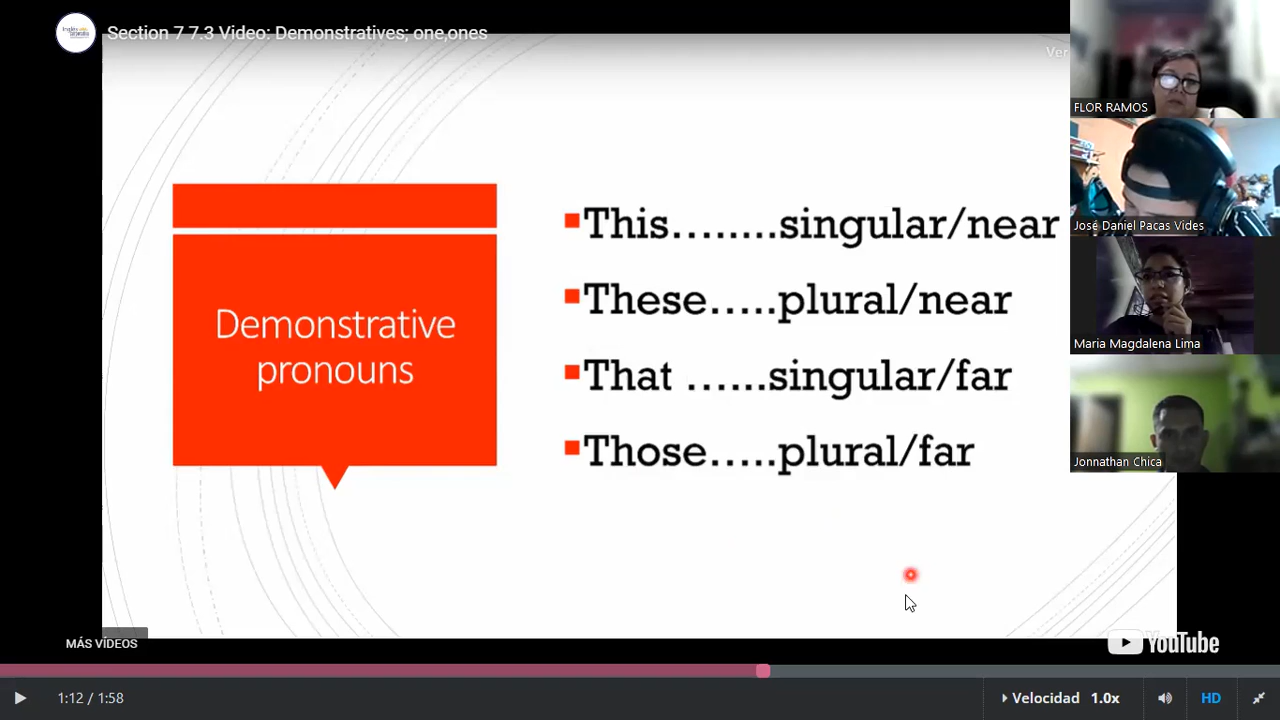 Section 7 7.3 Video: Demonstratives; one,ones
Ver
FLOR RAMOS
José Daniel Pacas Vides
Maria Magdalena Lima
Jonnathan Chica
Demonstrative
pronouns
▪This…......singular/near
▪These…..plural/near
▪That …...singular/far
▪Those…..plural/far
MÁS VÍDEOS
YouTube
1:12 / 1:58
Velocidad 1.0x
HD